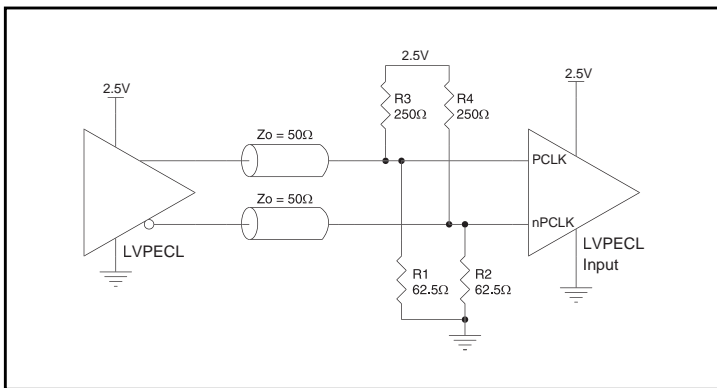 2.5V
2.5V
2.5V
R3
250Ω
R4
250Ω
Zo = 50Ω
PCLK
Zo = 50Ω
nPCLK
LVPECL
LVPECL
Input
R1
62.5Ω
R2
62.5Ω